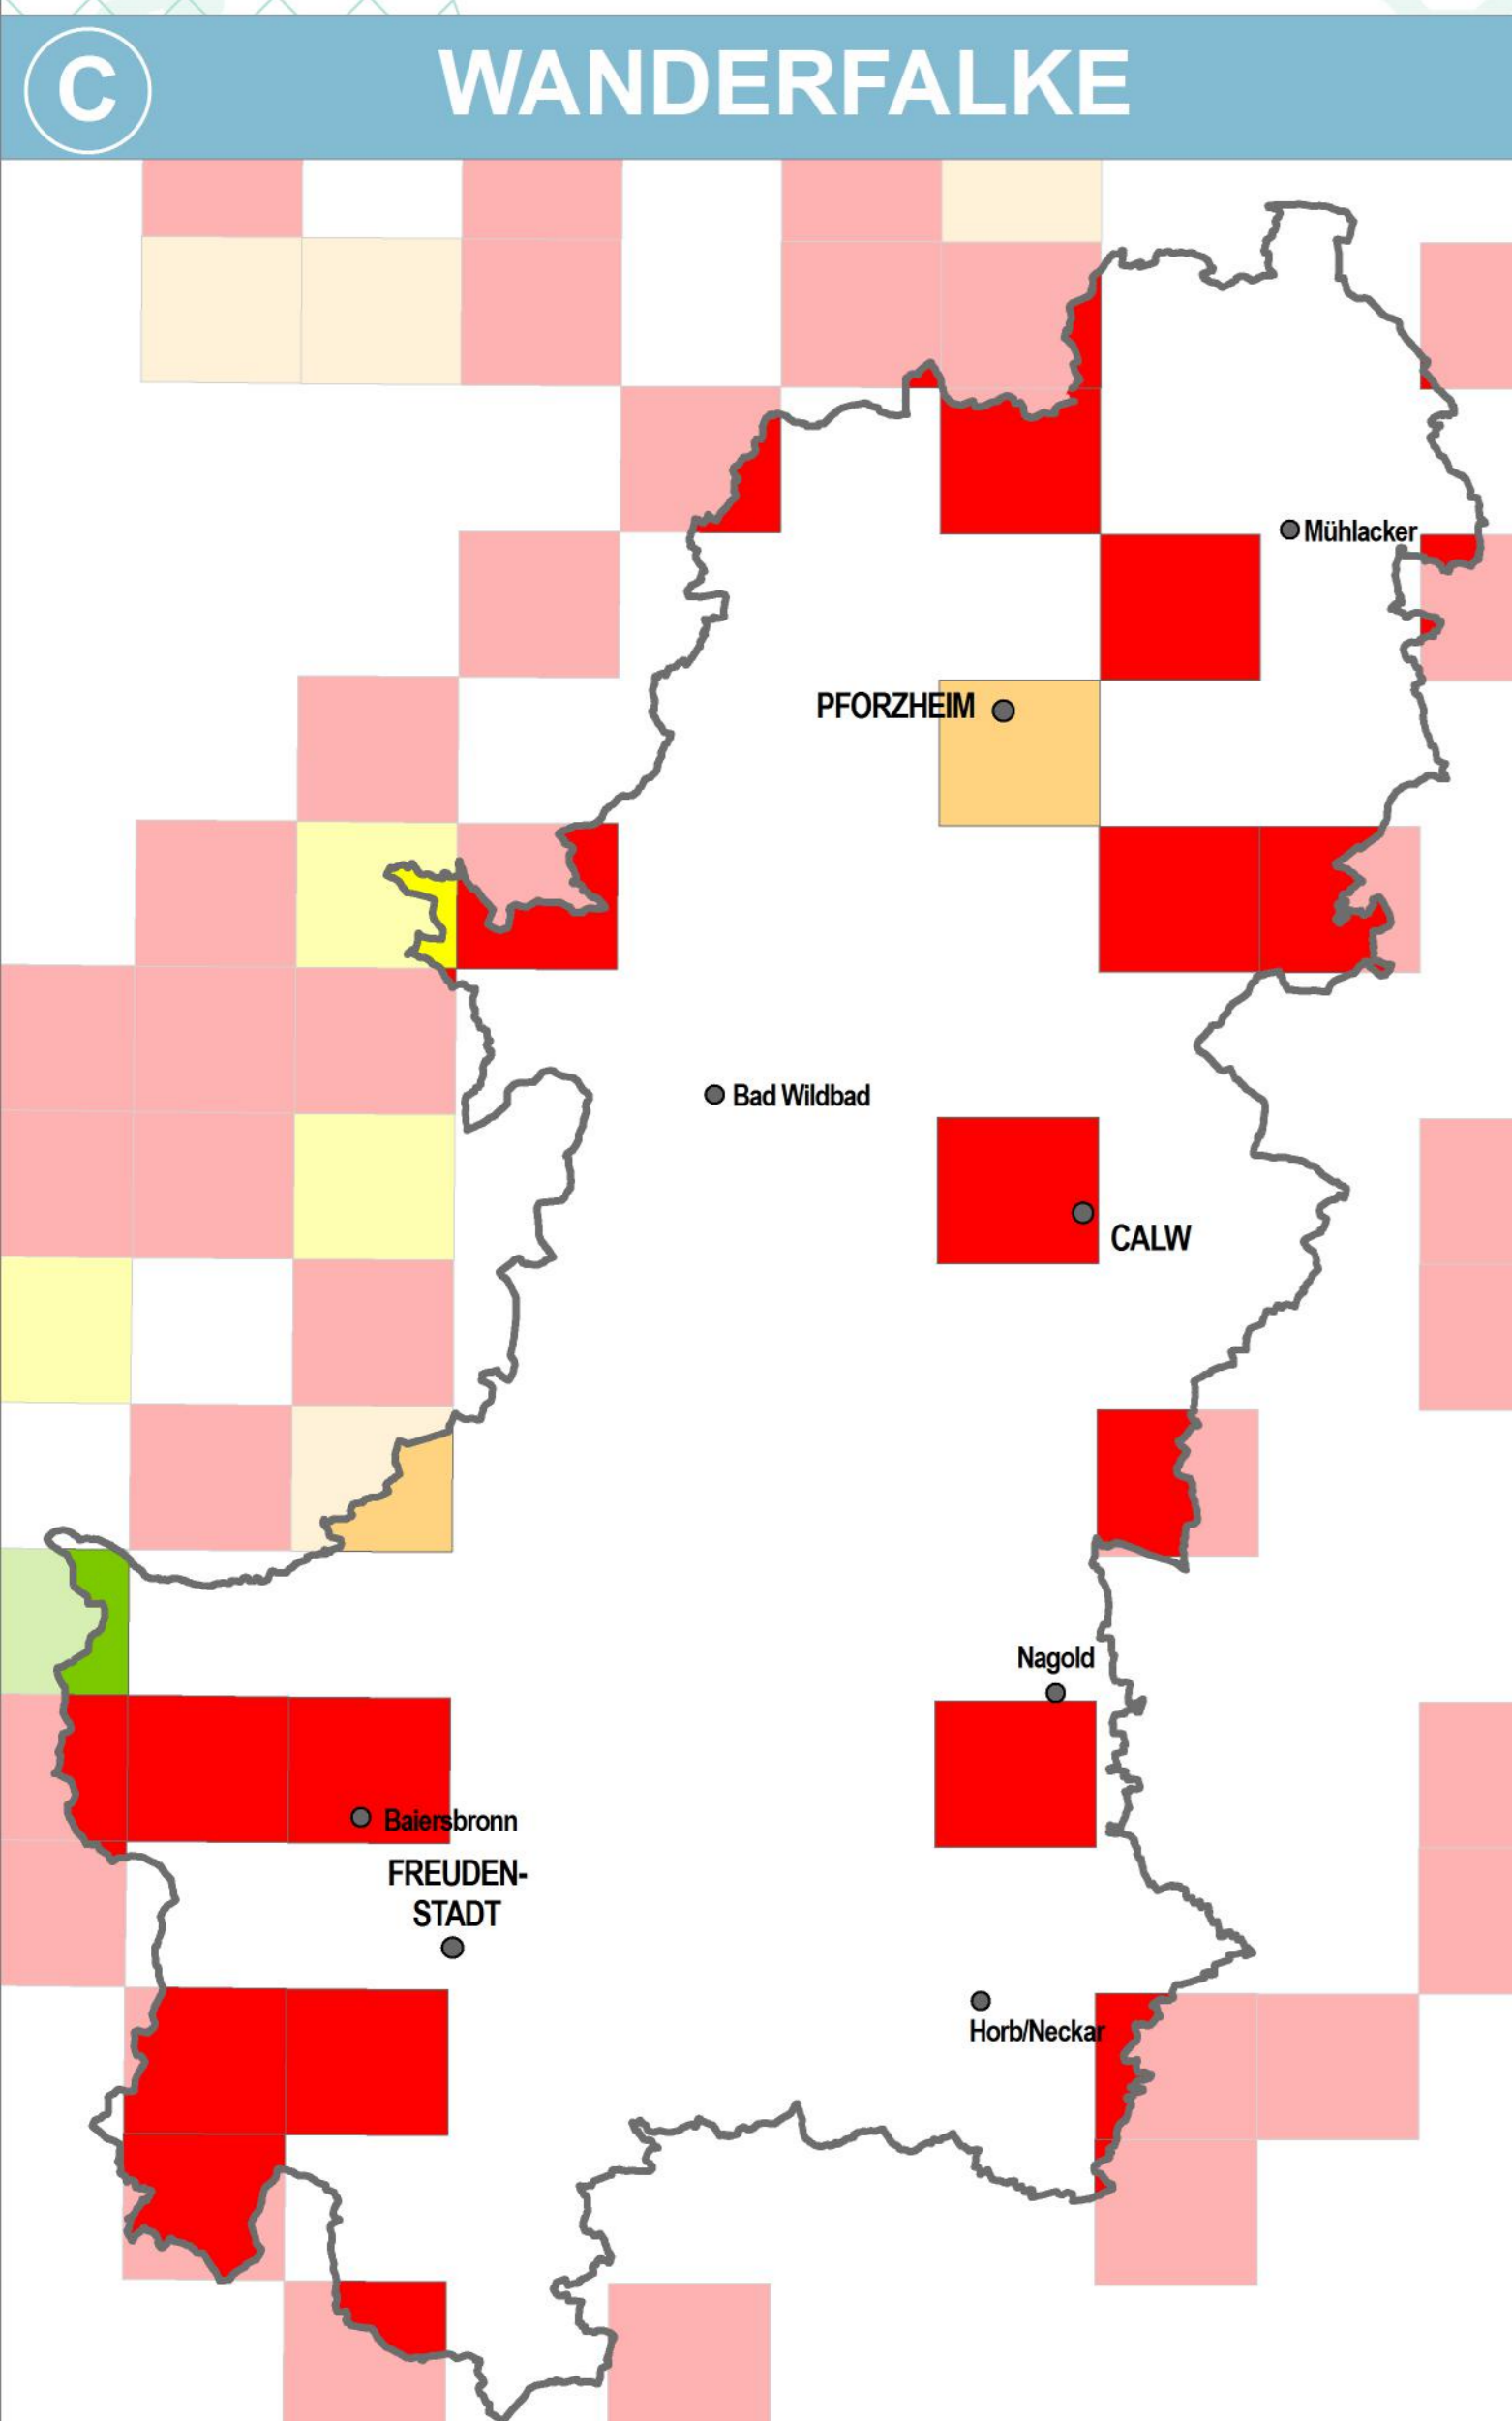 C
WANDERFALKE
Mühlacker
PFORZHEIM
Bad Wildbad
CALW
Nagold
Baiersbronn
FREUDEN-
STADT
Horb/Neckar